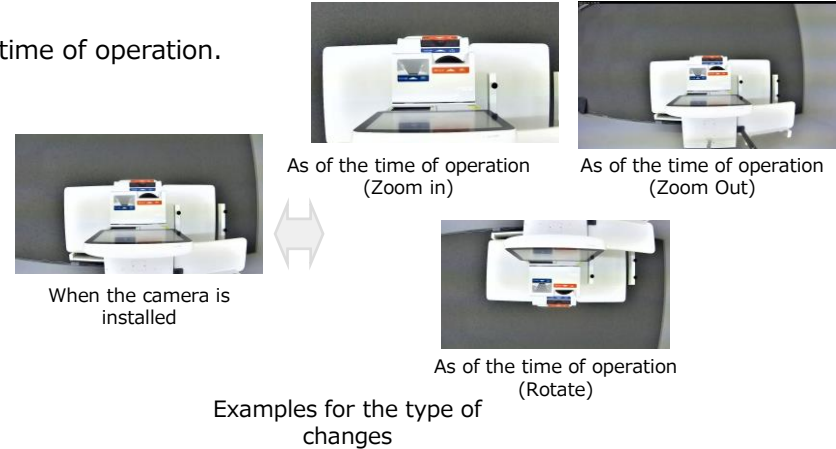 time of operation.
As of the time of operation
(Zoom in)
As of the time of operation
(Zoom Out)
When the camera is
installed
As of the time of operation
(Rotate)
Examples for the type of
changes